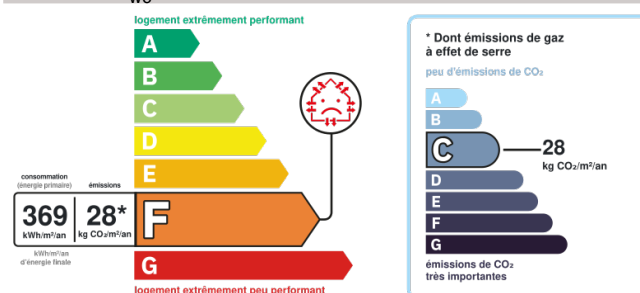 logement extrêmement performant
A
B
C
D
E
consommation
(énergie primaire)
émissions
369
kWh/m²/an
28*
kg CO₂/m²/an
F
kWh/m²/an
d'énergie finale
G
logement extrêmement peu performant
* Dont émissions de gaz
à effet de serre
peu d'émissions de CO₂
A
B
C
28
kg CO₂/m²/an
D
E
F
G
émissions de CO₂
très importantes